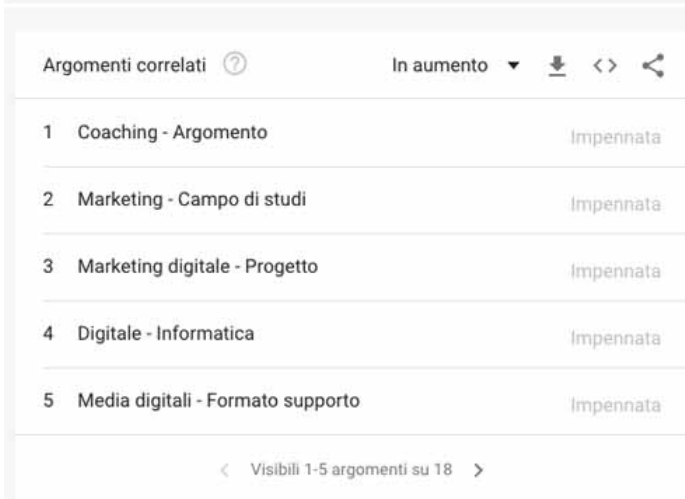 Argomenti correlati ? In aumento
1 Coaching - Argomento Impennata
2 Marketing - Campo di studi Impennata
3 Marketing digitale - Progetto Impennata
4 Digitale - Informatica Impennata
5 Media digitali - Formato supporto Impennata
Visibili 1-5 argomenti su 18